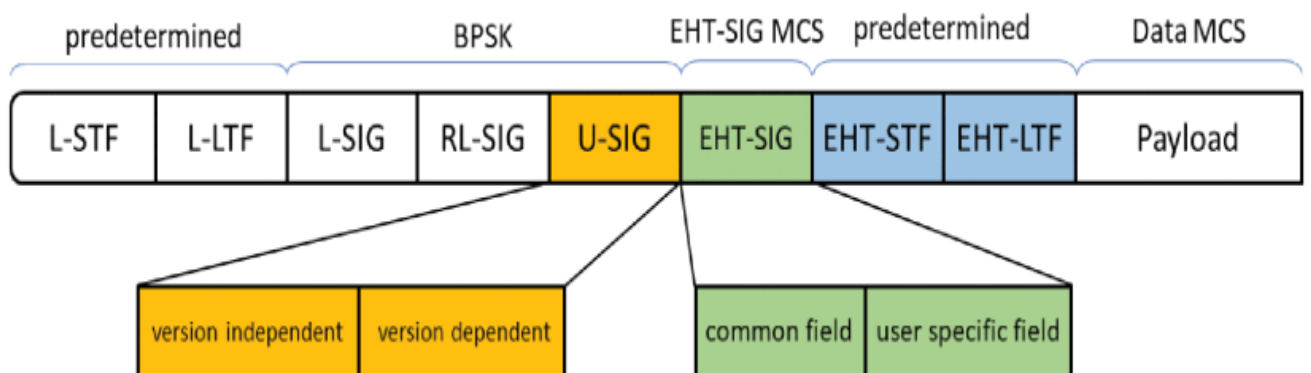 predetermined BPSK EHT-SIG MCS predetermined Data MCS
L-STF L-LTF L-SIG RL-SIG U-SIG EHT-SIG EHT-STF EHT-LTF Payload
version independent version dependent common field user specific field